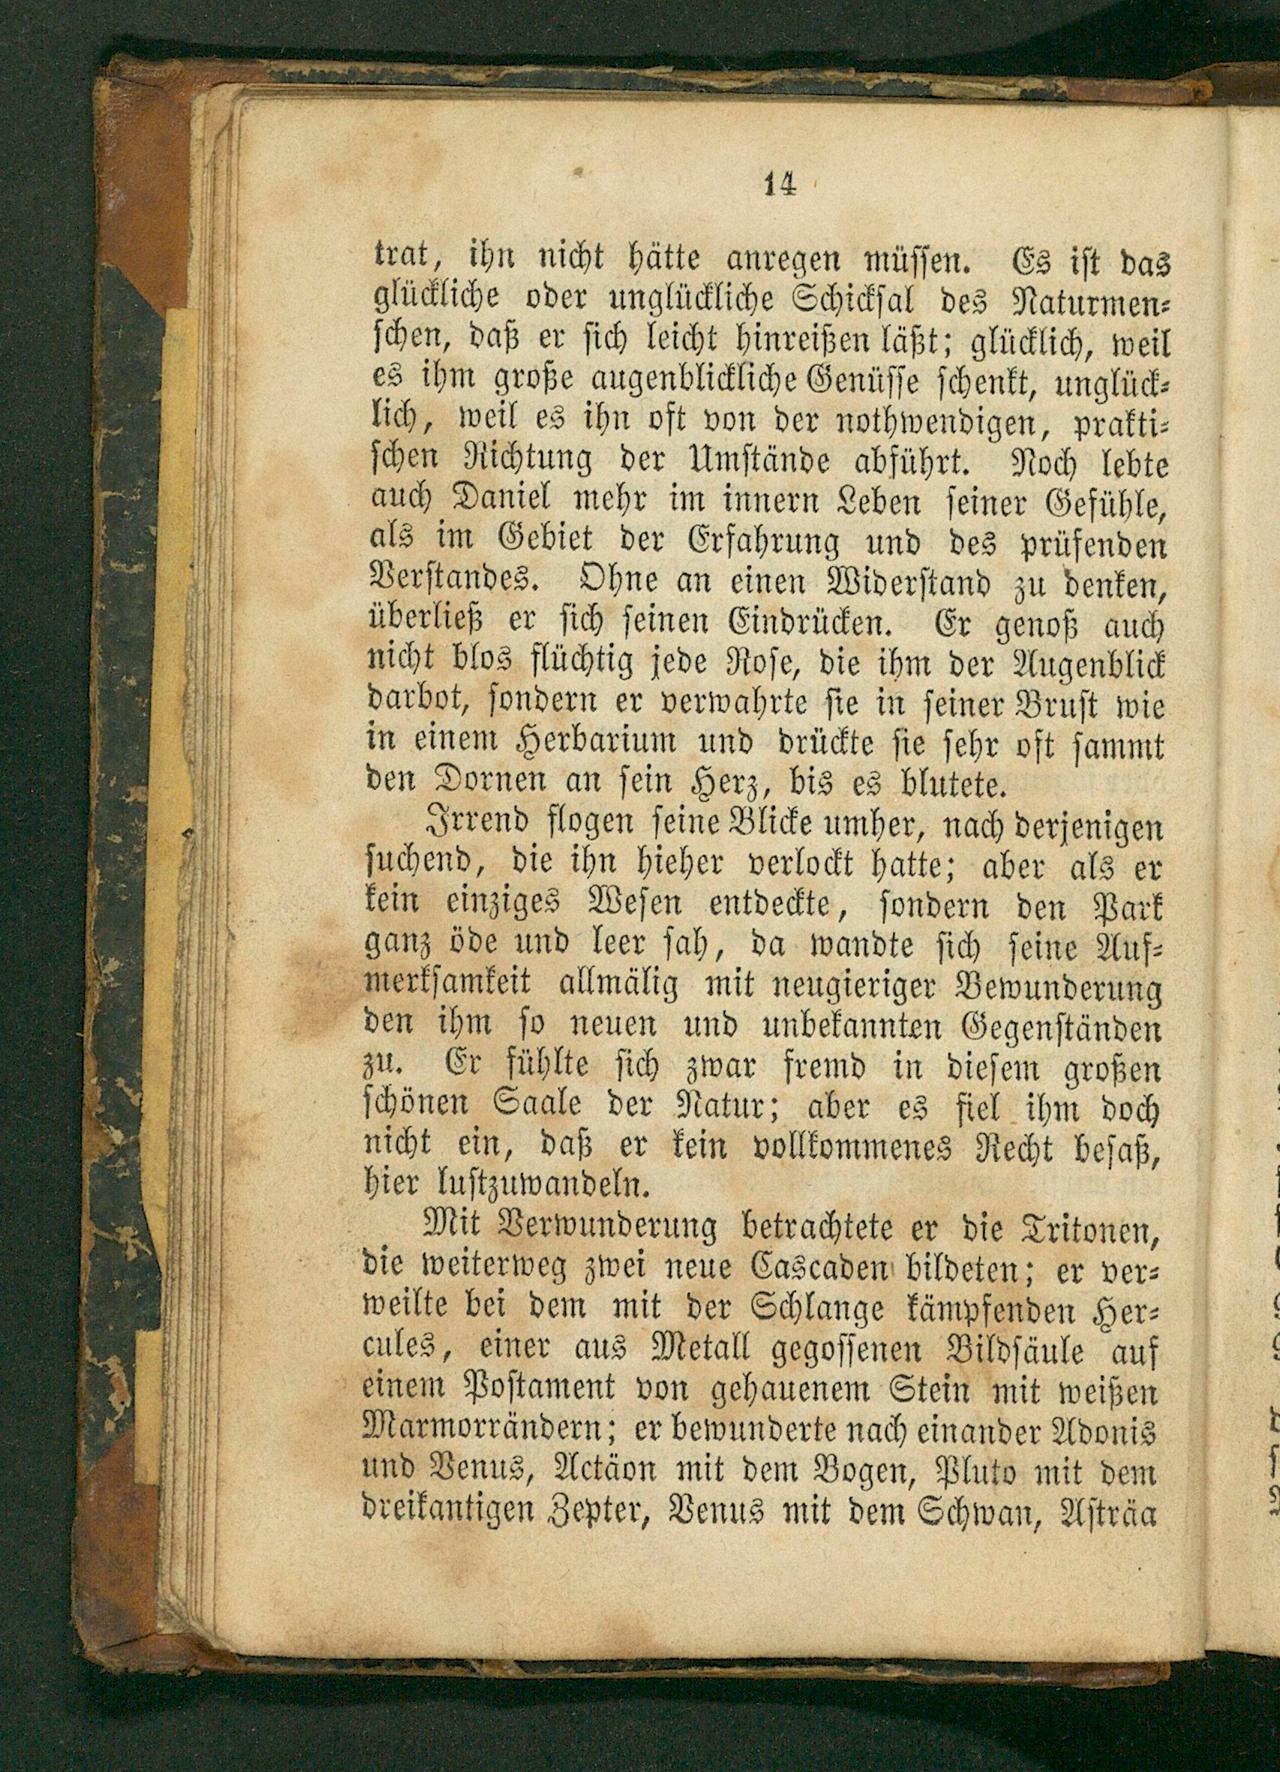 14
trat, ihn nicht hätte anregen müssen. Es ist das
glückliche oder unglückliche Schicksal des Naturmen-
schen, daß er sich leicht hinreißen läßt; glücklich, weil
es ihm große augenblickliche Genüsse schenkt, unglück-
lich, weil es ihn oft von der nothwendigen, prakti-
schen Richtung der Umstände abführt. Noch lebte
auch Daniel mehr im innern Leben seiner Gefühle,
als im Gebiet der Erfahrung und des prüfenden
Verstandes. Ohne an einen Widerstand zu denken,
überließ er sich seinen Eindrücken. Er genoß auch
nicht blos flüchtig jede Rose, die ihm der Augenblick
darbot, sondern er verwahrte sie in seiner Brust wie
in einem Herbarium und drückte sie sehr oft sammt
den Dornen an sein Herz, bis es blutete.
Irrend flogen seine Blicke umher, nach derjenigen
suchend, die ihn hieher verlockt hatte; aber als er
kein einziges Wesen entdeckte, sondern den Park
ganz öde und leer sah, da wandte sich seine Auf-
merksamkeit allmälig mit neugieriger Bewunderung
den ihm so neuen und unbekannten Gegenständen
zu. Er fühlte sich zwar fremd in diesem großen
schönen Saale der Natur; aber es fiel ihm doch
nicht ein, daß er kein vollkommenes Recht besaß,
hier lustzuwandeln.
Mit Verwunderung betrachtete er die Tritonen,
die weiterweg zwei neue Cascaden bildeten; er ver-
weilte bei dem mit der Schlange kämpfenden Her-
cules, einer aus Metall gegossenen Bildsäule auf
einem Postament von gehauenem Stein mit weißen
Marmorrändern; er bewunderte nach einander Adonis
und Venus, Actäon mit dem Bogen, Pluto mit dem
dreikantigen Zepter, Venus mit dem Schwan, Asträa